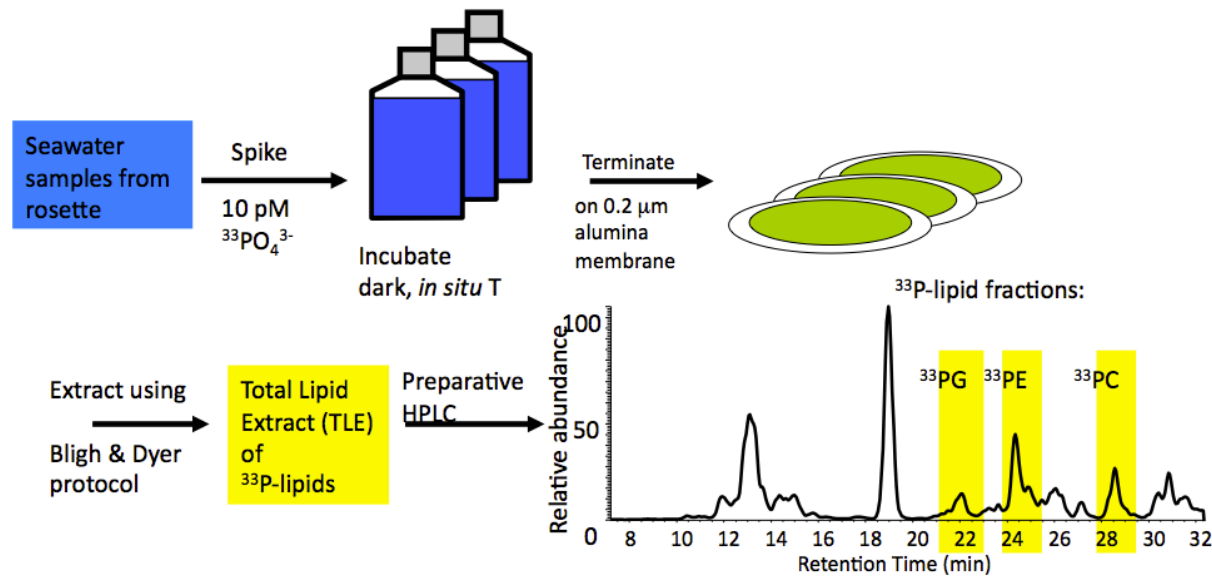 Seawater
samples from
rosette
Spike
10 pM
³³PO₄³⁻
Incubate
dark, in situ T
Terminate
on 0.2 μm
alumina
membrane
Extract using
Bligh & Dyer
protocol
Total Lipid
Extract (TLE)
of
³³P-lipids
Preparative
HPLC
³³P-lipid fractions:
³³PG ³³PE ³³PC
Relative abundance
100
50
0
8 10 12 14 16 18 19 20 22 24 26 28 30 32
Retention Time (min)